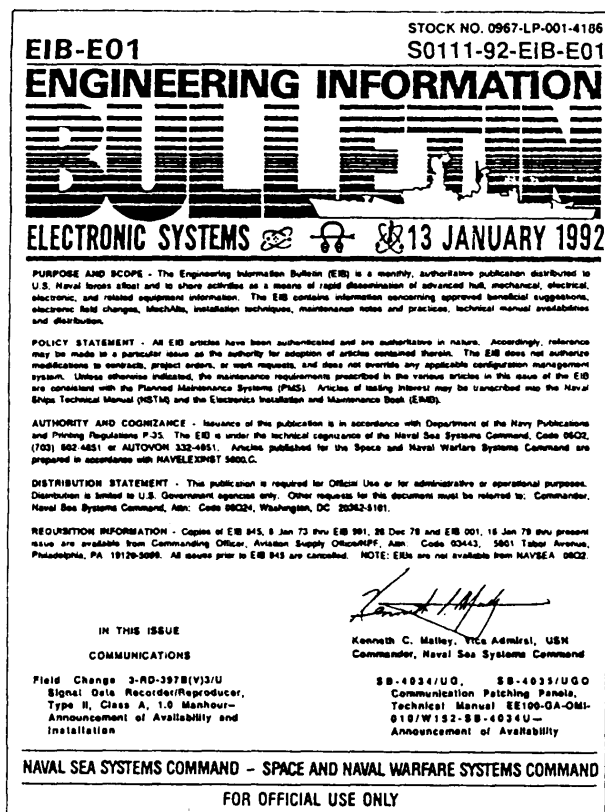 STOCK NO. 0967-LP-001-4186
EIB-E01
S0111-92-EIB-E01
ENGINEERING INFORMATION
BULLETIN
ELECTRONIC SYSTEMS
13 JANUARY 1992
PURPOSE AND SCOPE - The Engineering Information Bulletin (EIB) is a monthly, authoritative publication distributed to
U.S. Naval forces afloat and to shore activities as a means of rapid dissemination of advanced hull, mechanical, electrical,
electronic, and related equipment information. The EIB contains information concerning approved beneficial suggestions,
electronic field changes, MechAlts, installation techniques, maintenance notes and practices, technical manual availabilities
and distribution.
POLICY STATEMENT - All EIB articles have been authenticated and are authoritative in nature. Accordingly, reference
may be made to a particular issue as the authority for adoption of articles contained therein. The EIB does not authorize
modifications to contracts, project orders, or work requests, and does not override any applicable configuration management
system. Unless otherwise indicated, the maintenance requirements prescribed in the various articles in this issue of the EIB
are consistent with the Planned Maintenance Systems (PMS). Articles of lasting interest may be transcribed into the Naval
Ships Technical Manual (NSTM) and the Electronics Installation and Maintenance Book (EIMB).
AUTHORITY AND COGNIZANCE - Issuance of this publication is in accordance with Department of the Navy Publications
and Printing Regulations P-35. The EIB is under the technical cognizance of the Naval Sea Systems Command, Code 06Q2,
(703) 602-4651 or AUTOVON 332-4651. Articles published for the Space and Naval Warfare Systems Command are
prepared in accordance with NAVELEXINST 5600.C.
DISTRIBUTION STATEMENT - This publication is required for Official Use or for administrative or operational purposes.
Distribution is limited to U.S. Government agencies only. Other requests for this document must be referred to: Commander,
Naval Sea Systems Command, Attn: Code 06Q24, Washington, DC 20362-5101.
REQUISITION INFORMATION - Copies of EIB 845, 8 Jan 73 thru EIB 991, 26 Dec 78 and EIB 001, 15 Jan 79 thru present
issue are available from Commanding Officer, Aviation Supply Office/NPF, Attn: Code 03443, 5801 Tabor Avenue,
Philadelphia, PA 19120-5099. All issues prior to EIB 845 are cancelled. NOTE: EIBs are not available from NAVSEA 06Q2.
Kenneth C. Malley, Vice Admiral, USN
Commander, Naval Sea Systems Command
IN THIS ISSUE
COMMUNICATIONS
Field Change 3-RD-397B(V)3/U
Signal Data Recorder/Reproducer,
Type II, Class A, 1.0 Manhour—
Announcement of Availability and
Installation
SB-4034/UG, SB-4035/UGO
Communication Patching Panels,
Technical Manual EE100-GA-OMI-
010/W152-SB-4034U—
Announcement of Availability
NAVAL SEA SYSTEMS COMMAND – SPACE AND NAVAL WARFARE SYSTEMS COMMAND
FOR OFFICIAL USE ONLY